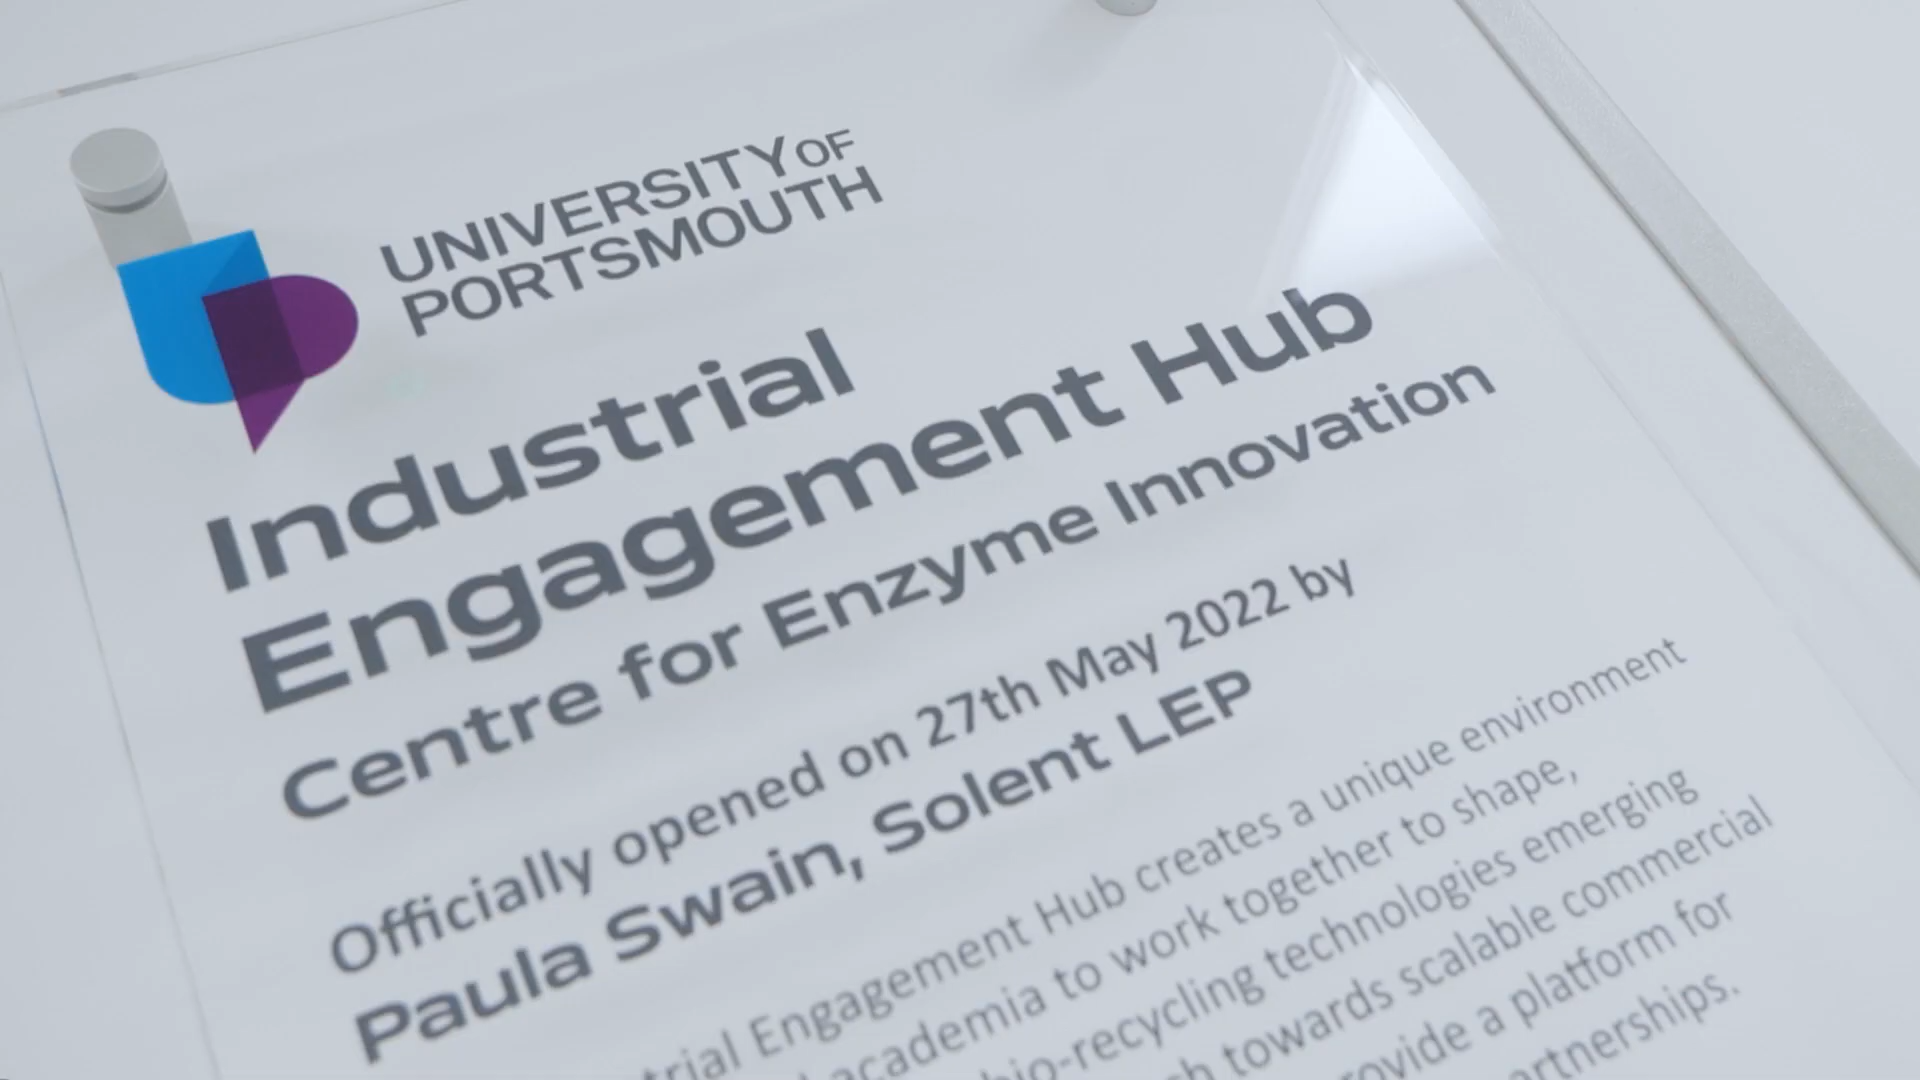 UNIVERSITY OF
PORTSMOUTH
Industrial
Engagement Hub
Centre for Enzyme Innovation
Officially opened on 27th May 2022 by
Paula Swain, Solent LEP
Engagement Hub creates a unique environment
academia to work together to shape,
bio-recycling technologies emerging
towards scalable commercial
a platform for